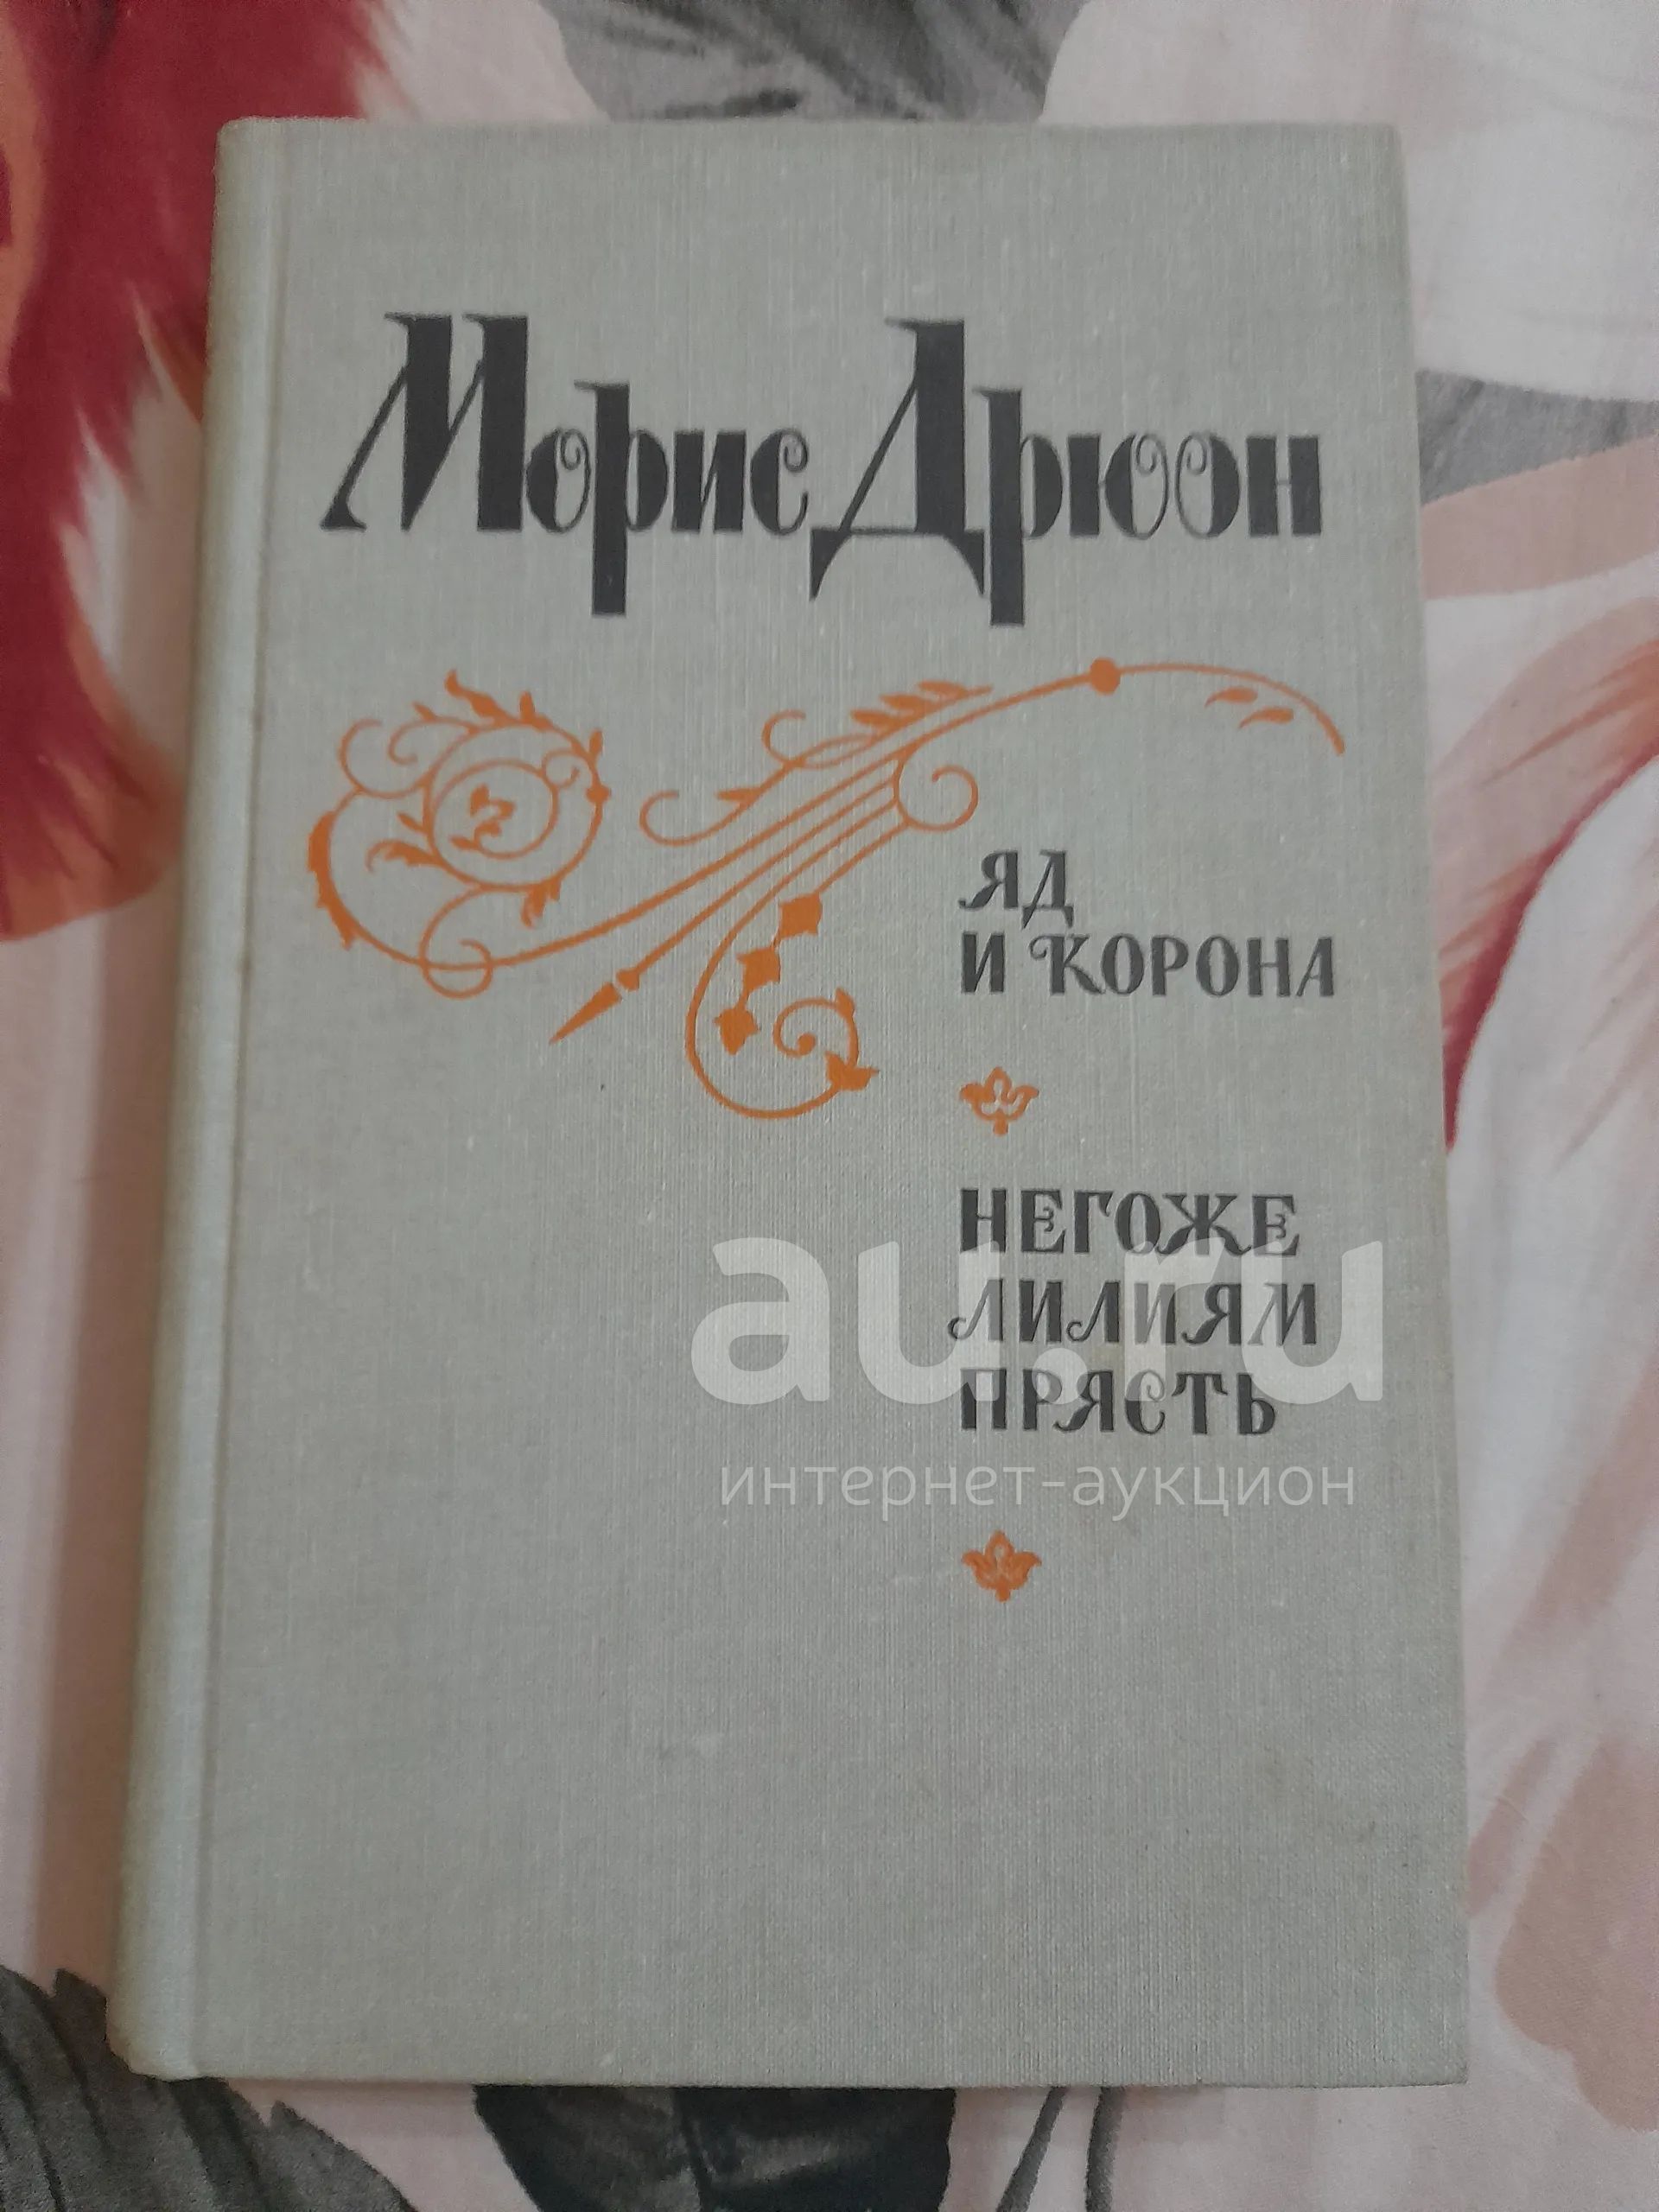 Морис Дрюон
ЯД
И КОРОНА
НЕГОЖЕ
ЛИЛИЯМ
ПРЯСТЬ
au.ru
интернет-аукцион